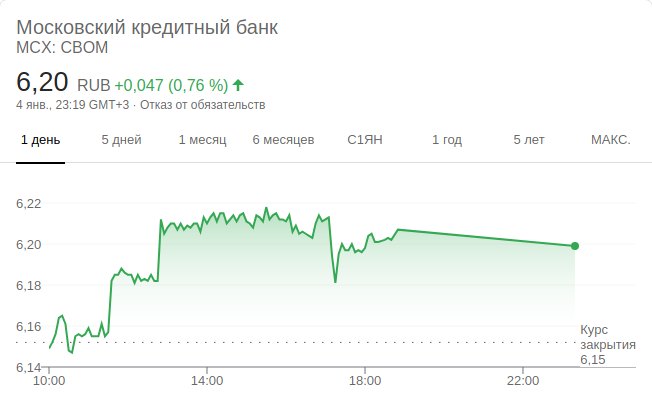 Московский кредитный банк
MCX: CBOM
6,20 RUB +0,047 (0,76 %)
4 янв., 23:19 GMT+3 · Отказ от обязательств
1 день 5 дней 1 месяц 6 месяцев С1ЯН 1 год 5 лет МАКС.
6,22
6,20
6,18
6,16
6,14
Курс
закрытия
6,15
10:00 14:00 18:00 22:00